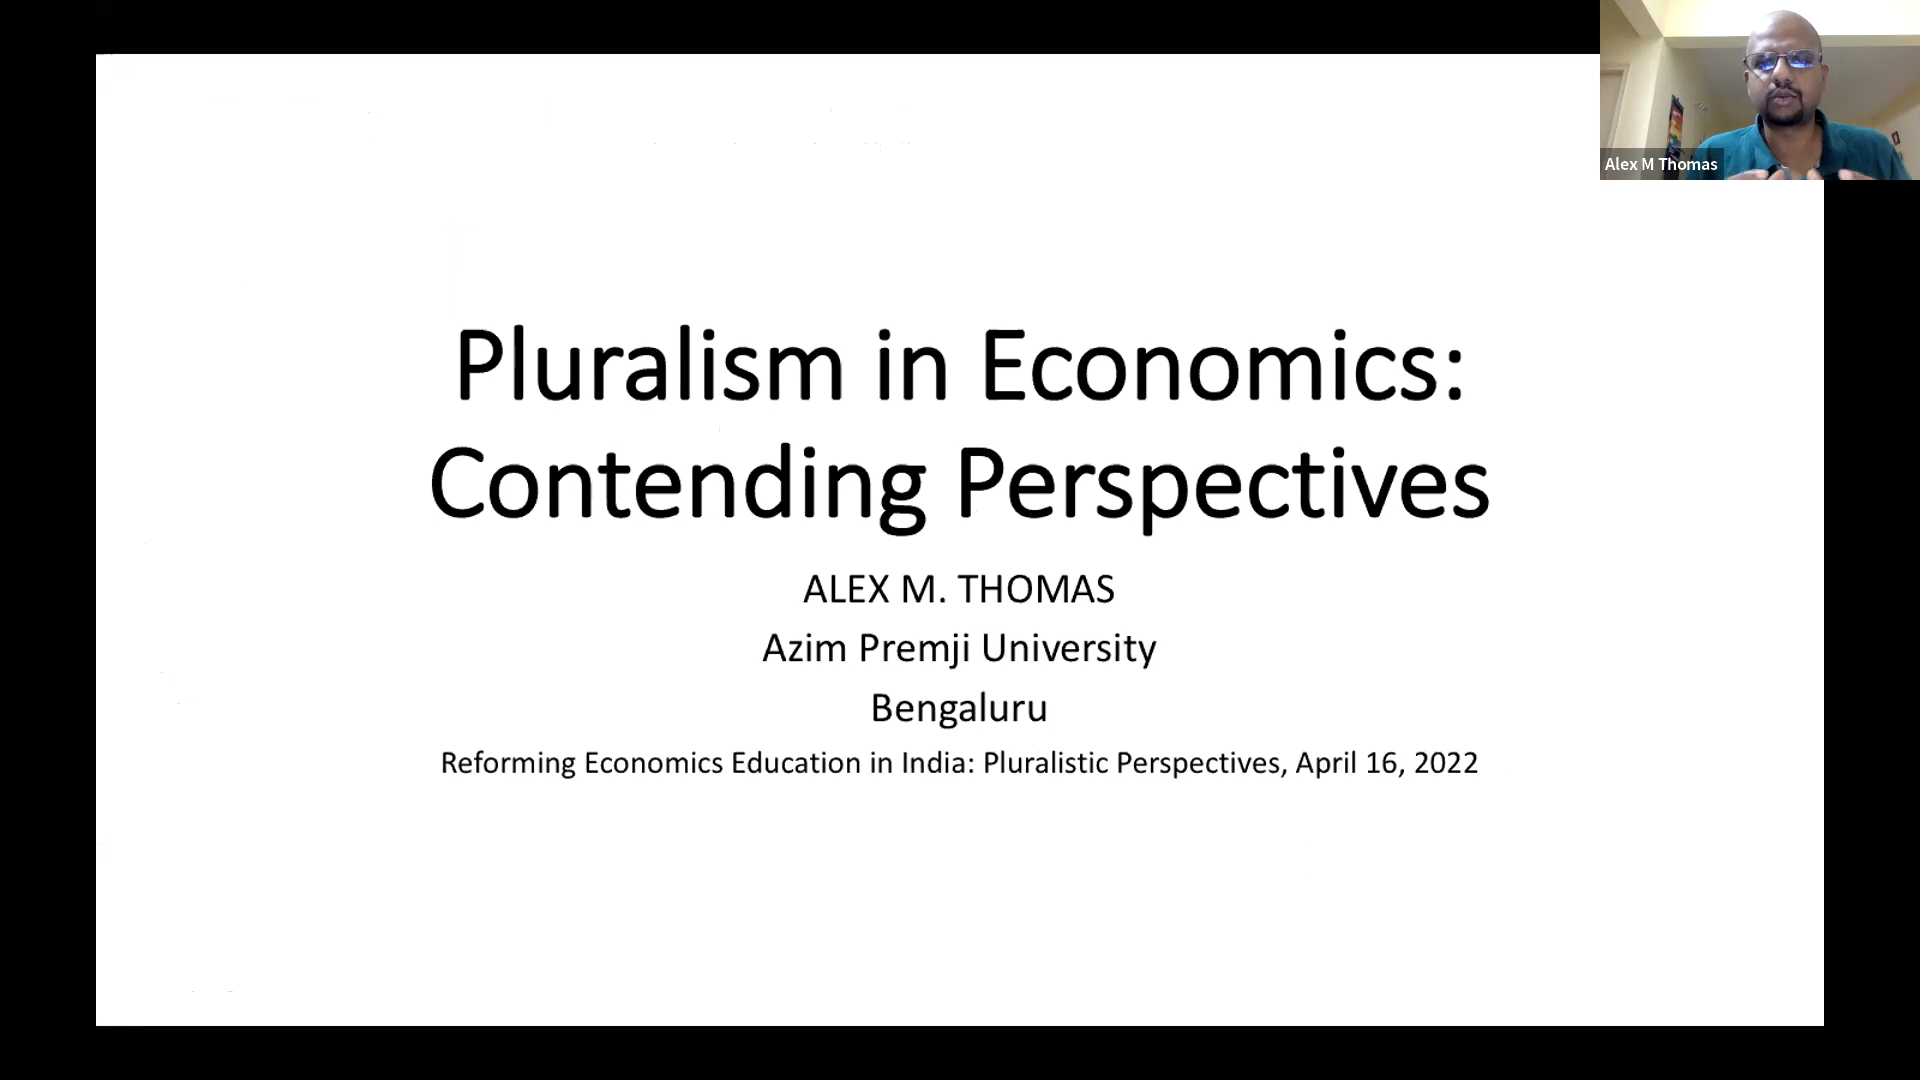 Alex M Thomas
Pluralism in Economics:
Contending Perspectives
ALEX M. THOMAS
Azim Premji University
Bengaluru
Reforming Economics Education in India: Pluralistic Perspectives, April 16, 2022